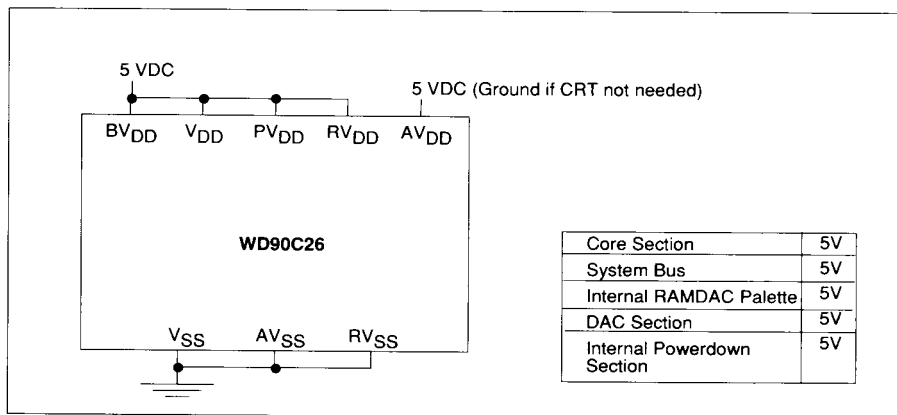 5 VDC
5 VDC (Ground if CRT not needed)
BVDD VDD PVDD RVDD AVDD
WD90C26
VSS AVSS RVSS
Core Section 5V
System Bus 5V
Internal RAMDAC Palette 5V
DAC Section 5V
Internal Powerdown 5V
Section